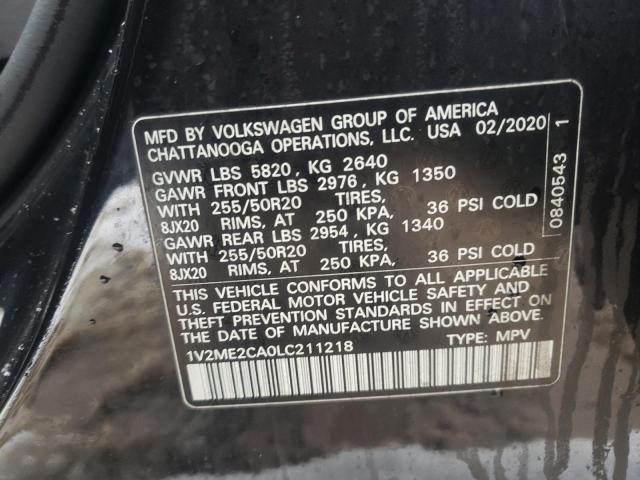 MFD BY VOLKSWAGEN GROUP OF AMERICA
CHATTANOOGA OPERATIONS, LLC. USA 02/2020
GVWR LBS 5820, KG 2640
GAWR FRONT LBS 2976, KG 1350
WITH 255/50R20 TIRES,
8JX20 RIMS, AT 250 KPA, 36 PSI COLD
GAWR REAR LBS 2954, KG 1340
WITH 255/50R20 TIRES,
8JX20 RIMS, AT 250 KPA, 36 PSI COLD
THIS VEHICLE CONFORMS TO ALL APPLICABLE
U.S. FEDERAL MOTOR VEHICLE SAFETY AND
THEFT PREVENTION STANDARDS IN EFFECT ON
THE DATE OF MANUFACTURE SHOWN ABOVE.
1V2ME2CA0LC211218 TYPE: MPV
0840543 1